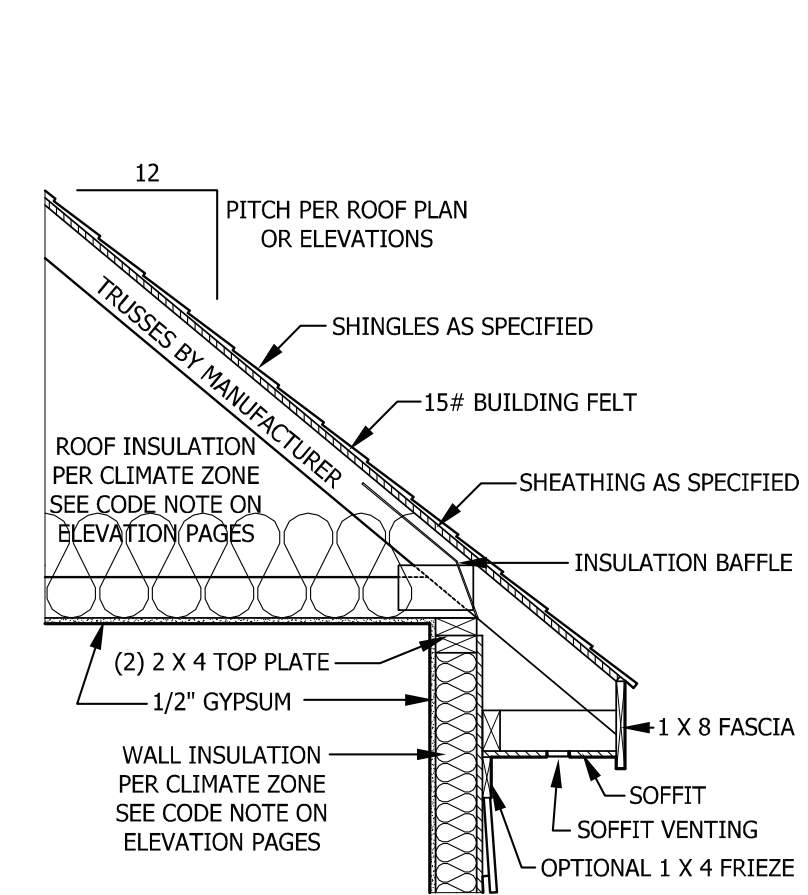 12
PITCH PER ROOF PLAN
OR ELEVATIONS
SHINGLES AS SPECIFIED
TRUSSES BY MANUFACTURER
15# BUILDING FELT
ROOF INSULATION
PER CLIMATE ZONE
SEE CODE NOTE ON
ELEVATION PAGES
SHEATHING AS SPECIFIED
INSULATION BAFFLE
(2) 2 X 4 TOP PLATE
1/2" GYPSUM
1 X 8 FASCIA
WALL INSULATION
PER CLIMATE ZONE
SEE CODE NOTE ON
ELEVATION PAGES
SOFFIT
SOFFIT VENTING
OPTIONAL 1 X 4 FRIEZE